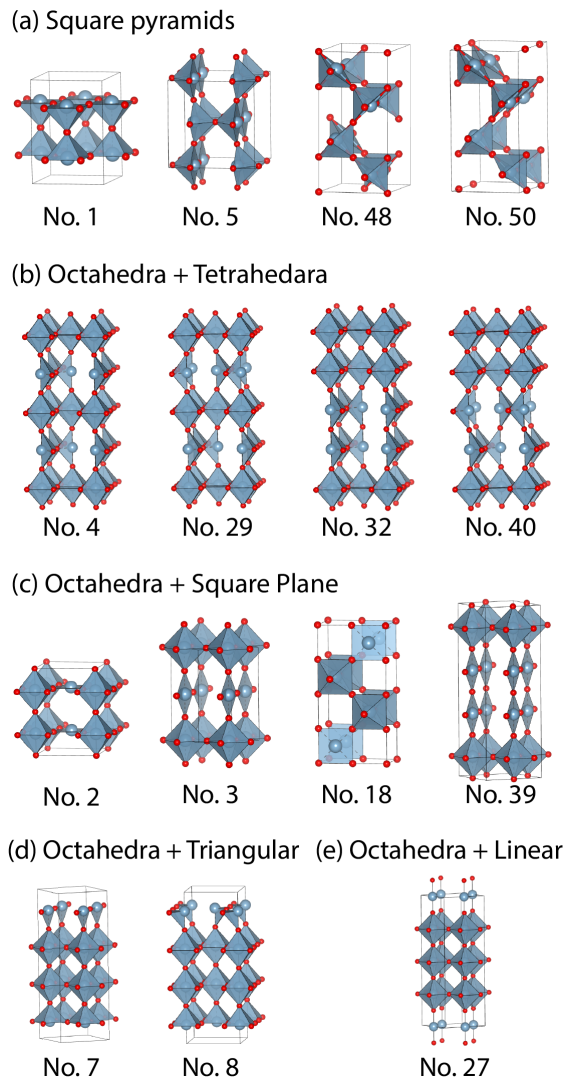 (a) Square pyramids
No. 1 No. 5 No. 48 No. 50
(b) Octahedra + Tetrahedara
No. 4 No. 29 No. 32 No. 40
(c) Octahedra + Square Plane
No. 2 No. 3 No. 18 No. 39
(d) Octahedra + Triangular (e) Octahedra + Linear
No. 7 No. 8 No. 27